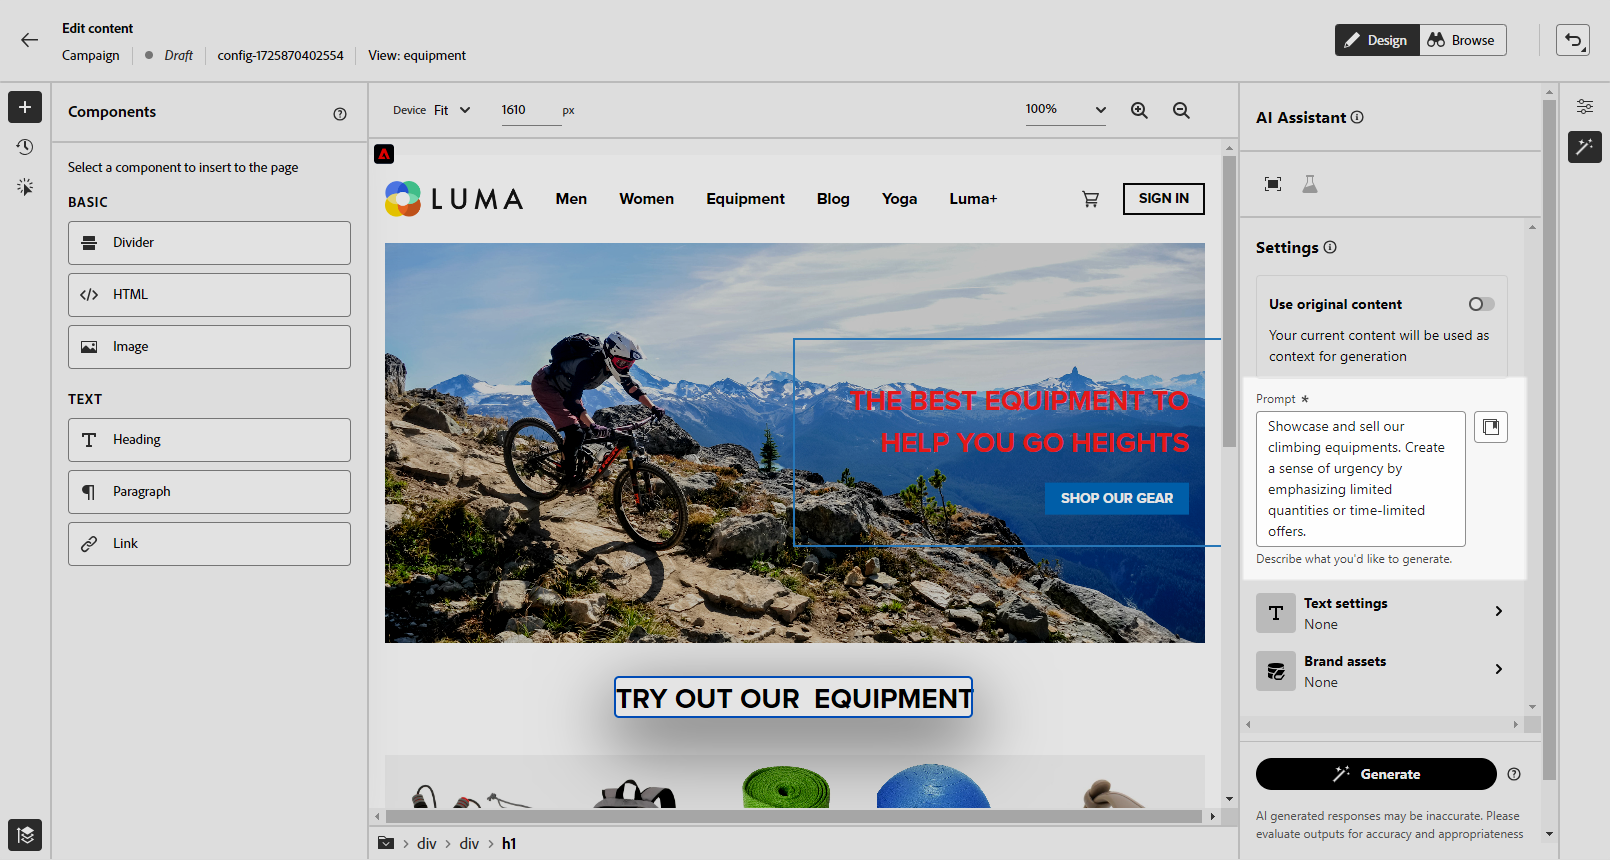 Edit content
Campaign
Draft
config-1725870402554
View: equipment
Design
Browse
Components
Select a component to insert to the page
BASIC
Divider
HTML
Image
TEXT
Heading
Paragraph
Link
Device
Fit
1610
px
100%
LUMA
Men
Women
Equipment
Blog
Yoga
Luma+
SIGN IN
THE BEST EQUIPMENT TO
HELP YOU GO HEIGHTS
SHOP OUR GEAR
TRY OUT OUR  EQUIPMENT
div
div
h1
AI Assistant
Settings
Use original content
Your current content will be used as
context for generation
Prompt *
Showcase and sell our
climbing equipments. Create
a sense of urgency by
emphasizing limited
quantities or time-limited
offers.
Describe what you'd like to generate.
Text settings
None
Brand assets
None
Generate
AI generated responses may be inaccurate. Please
evaluate outputs for accuracy and appropriateness